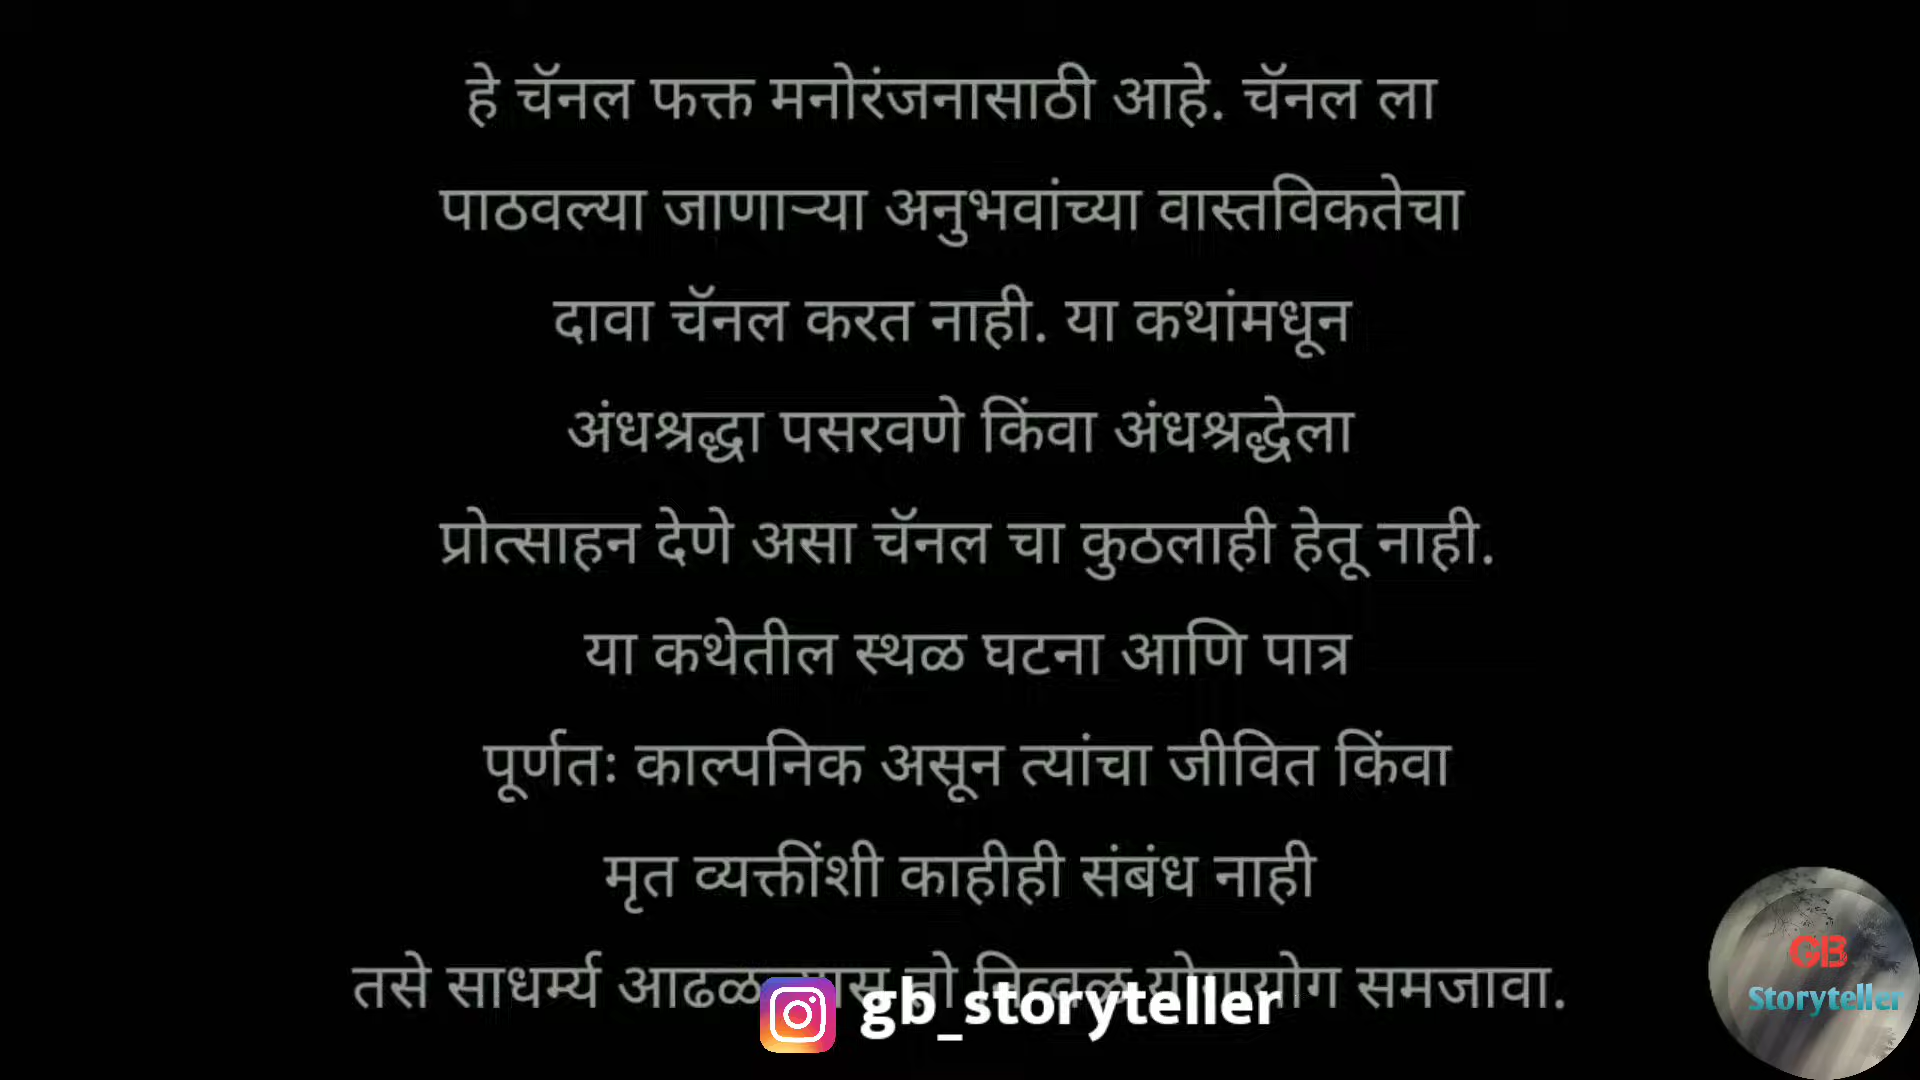 हे चॅनल फक्त मनोरंजनासाठी आहे. चॅनल ला
पाठवल्या जाणाऱ्या अनुभवांच्या वास्तविकतेचा
दावा चॅनल करत नाही. या कथांमधून
अंधश्रद्धा पसरवणे किंवा अंधश्रद्धेला
प्रोत्साहन देणे असा चॅनल चा कुठलाही हेतू नाही.
या कथेतील स्थळ घटना आणि पात्र
पूर्णतः काल्पनिक असून त्यांचा जीवित किंवा
मृत व्यक्तींशी काहीही संबंध नाही
तसे साधर्म्य तो समजावा.
gb_storyteller
GB
Storyteller